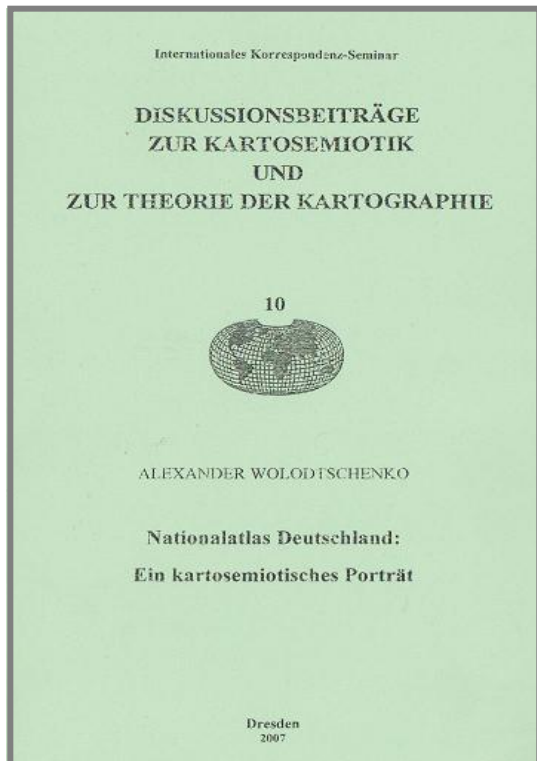 Internationales Korrespondenz-Seminar
DISKUSSIONSBEITRÄGE
ZUR KARTOSEMIOTIK
UND
ZUR THEORIE DER KARTOGRAPHIE
10
ALEXANDER WOLODTSCHENKO
Nationalatlas Deutschland:
Ein kartosemiotisches Porträt
Dresden
2007